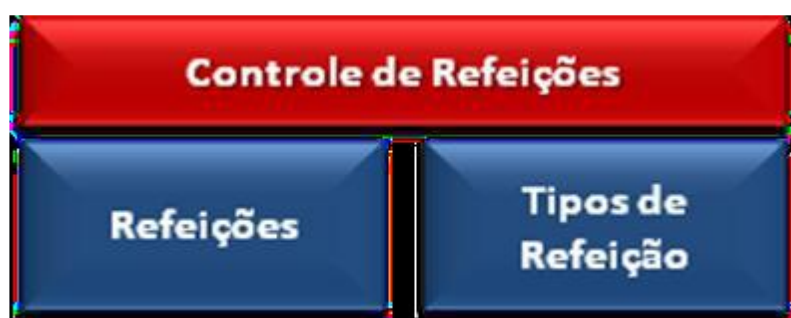 Controle de Refeições
Refeições
Tipos de
Refeição